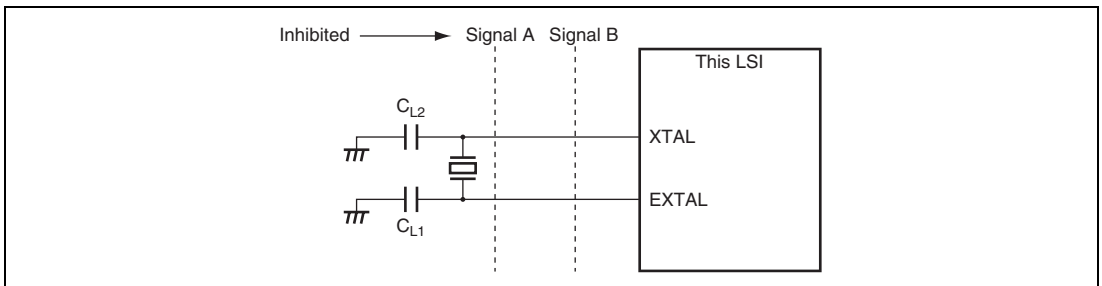 Inhibited Signal A Signal B
This LSI
CL2
XTAL
EXTAL
CL1